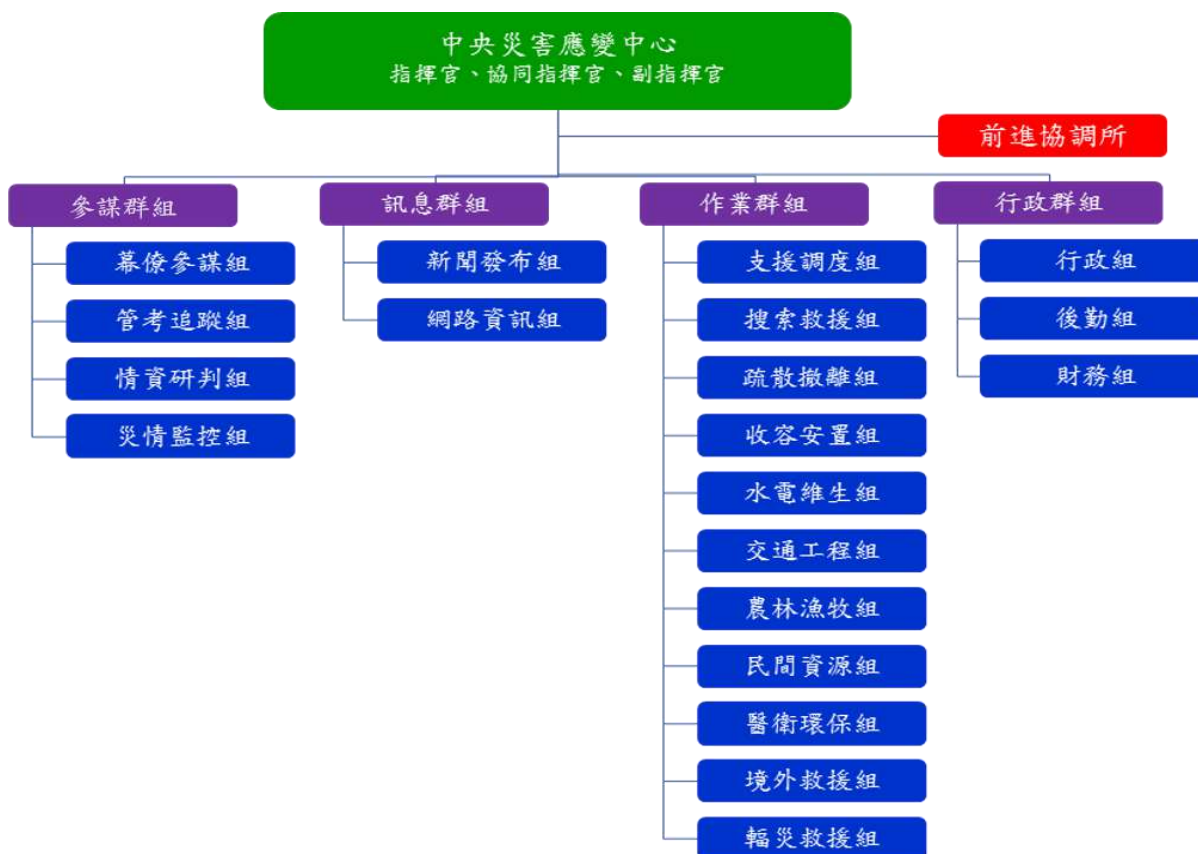 中央災害應變中心
指揮官、協同指揮官、副指揮官
前進協調所
參謀群組
幕僚參謀組
管考追蹤組
情資研判組
災情監控組
訊息群組
新聞發布組
網路資訊組
作業群組
支援調度組
搜索救援組
疏散撤離組
收容安置組
水電維生組
交通工程組
農林漁牧組
民間資源組
醫衛環保組
境外救援組
輻災救援組
行政群組
行政組
後勤組
財務組